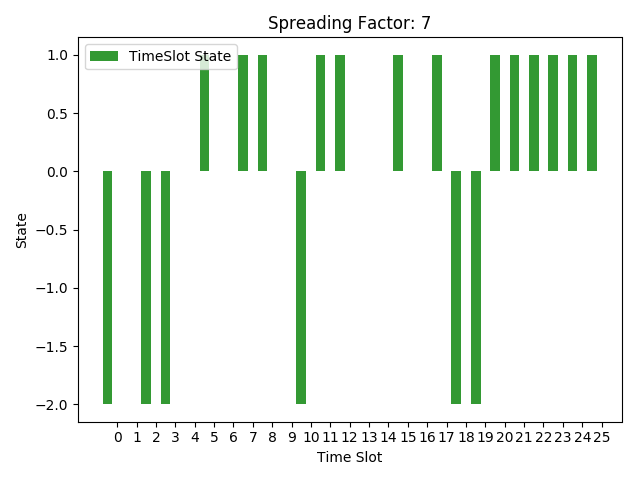 Spreading Factor: 7
TimeSlot State
1.0
0.5
0.0
−0.5
−1.0
−1.5
−2.0
State
0 1 2 3 4 5 6 7 8 9 10 11 12 13 14 15 16 17 18 19 20 21 22 23 24 25
Time Slot